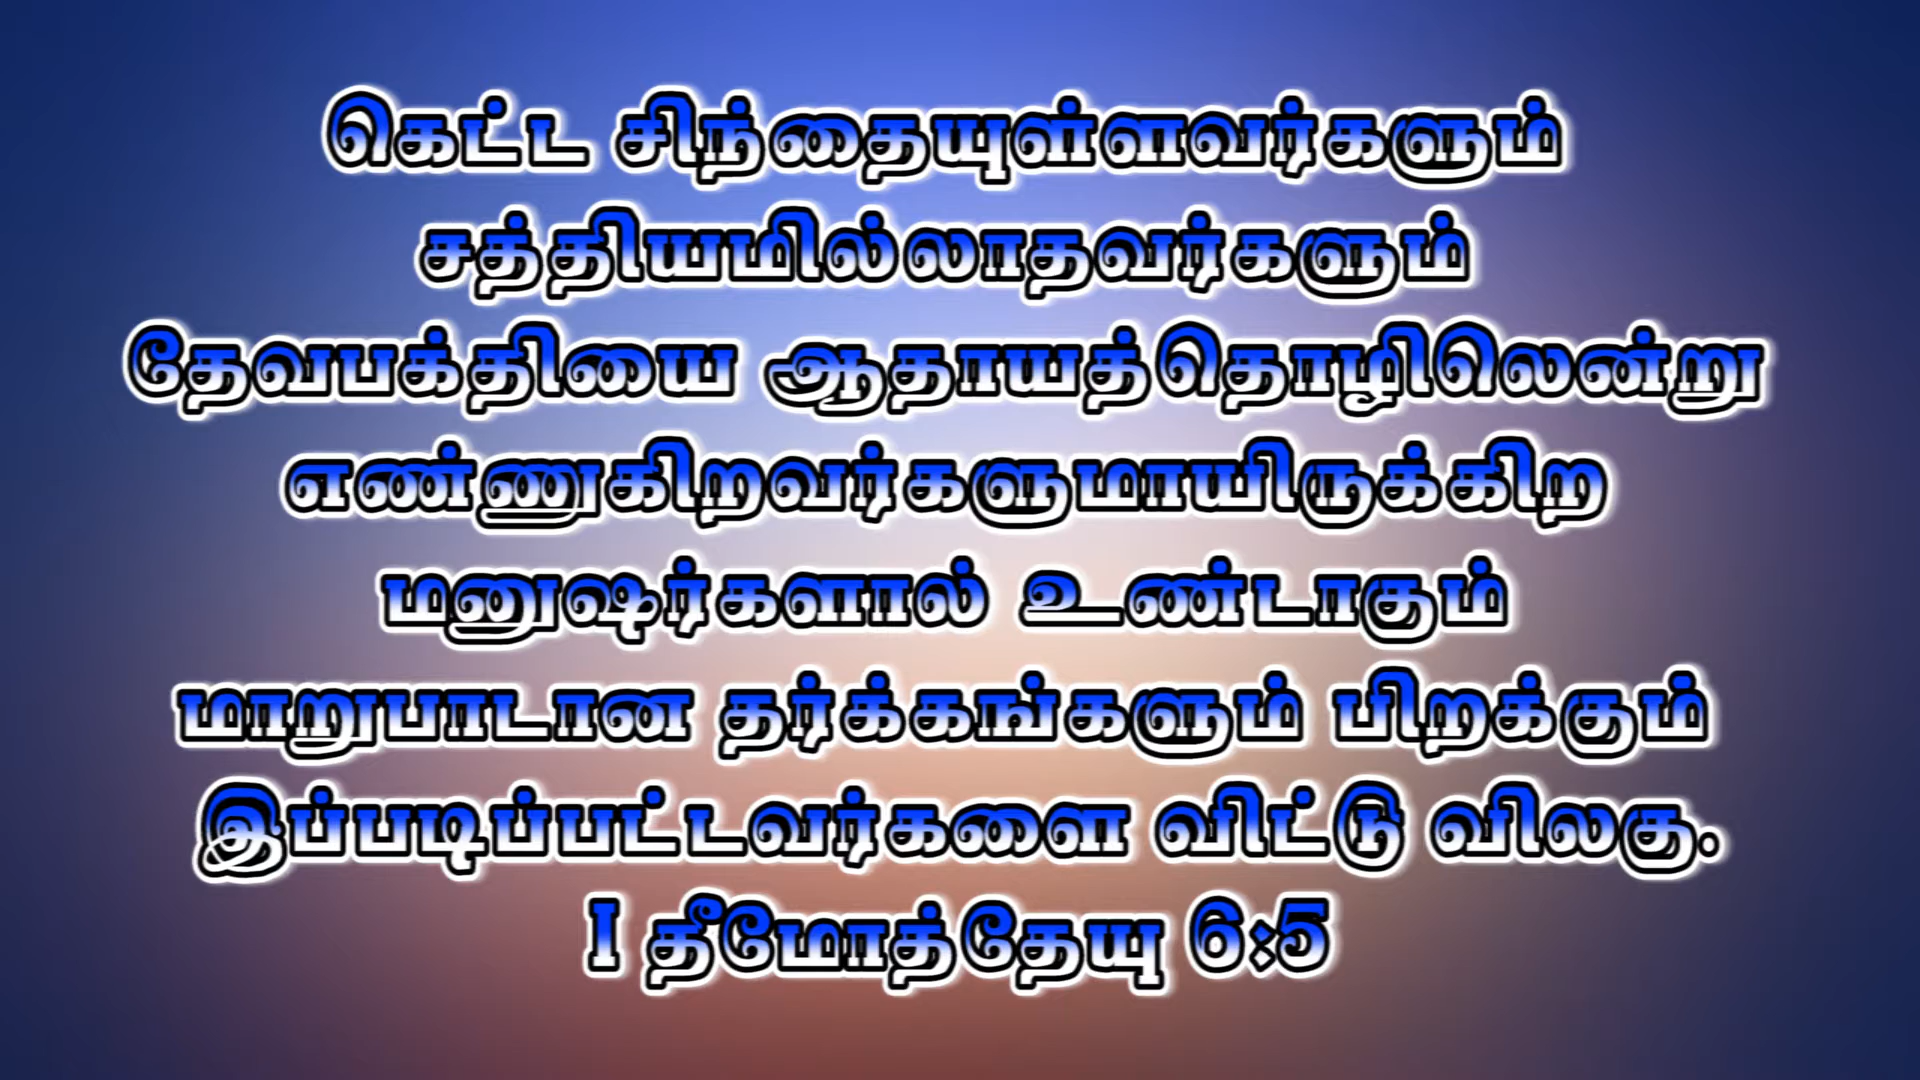 கெட்ட சிந்தையுள்ளவர்களும்
சத்தியமில்லாதவர்களும்
தேவபக்தியை ஆதாயத்தொழிலென்று
எண்ணுகிறவர்களுமாயிருக்கிற
மனுஷர்களால் உண்டாகும்
மாறுபாடான தர்க்கங்களும் பிறக்கும்
இப்படிப்பட்டவர்களை விட்டு விலகு.
I தீமோத்தேயு 6:5